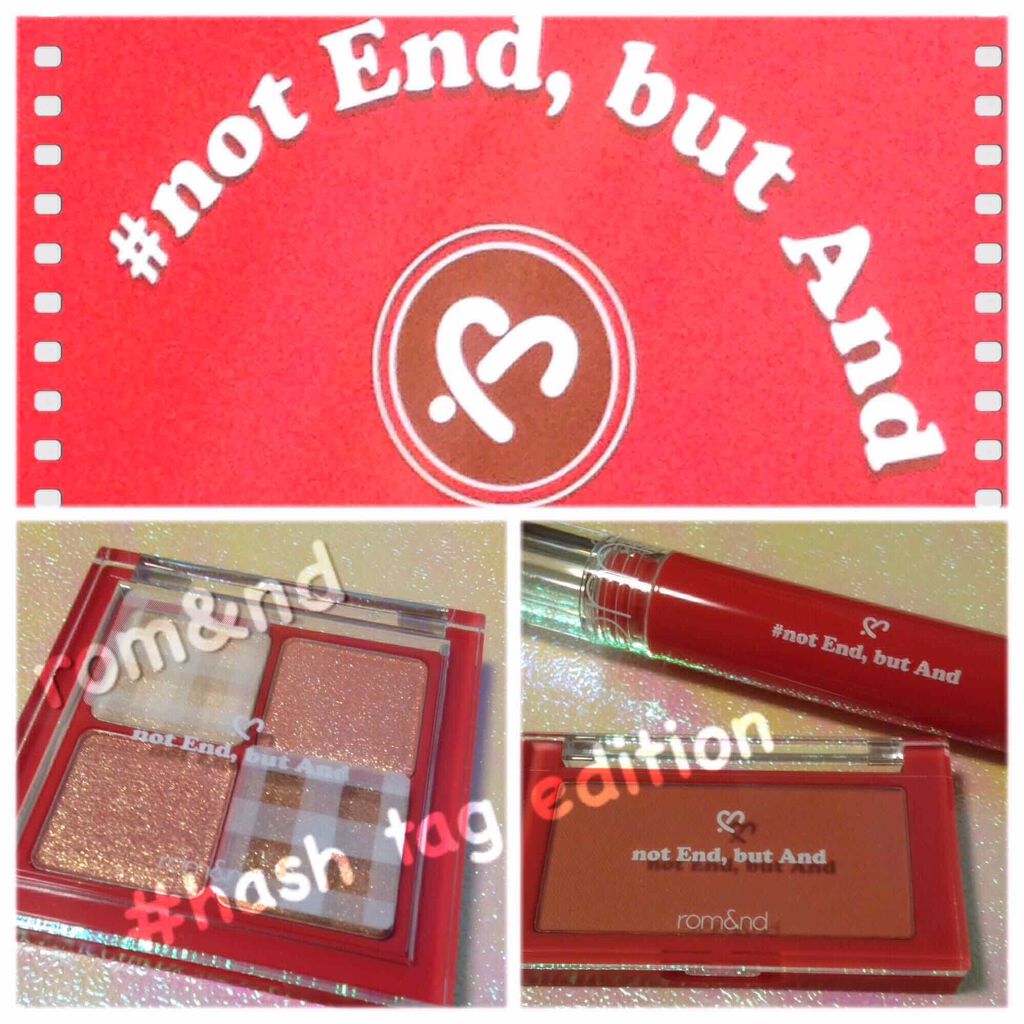 #not End, but And
rom&nd
not End, but And
#hash tag edition
#not End, but And
not End, but And
rom&nd